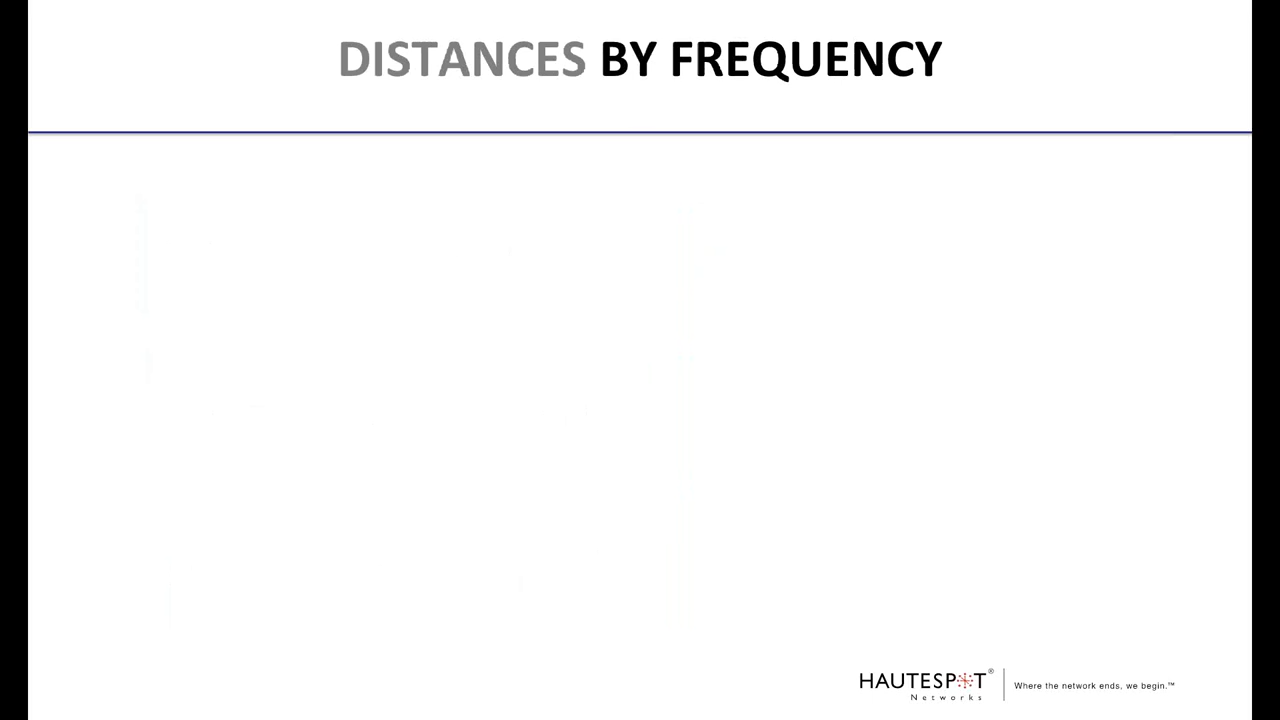 DISTANCES BY FREQUENCY
HAUTESPOT® Where the network ends, we begin.™
Networks